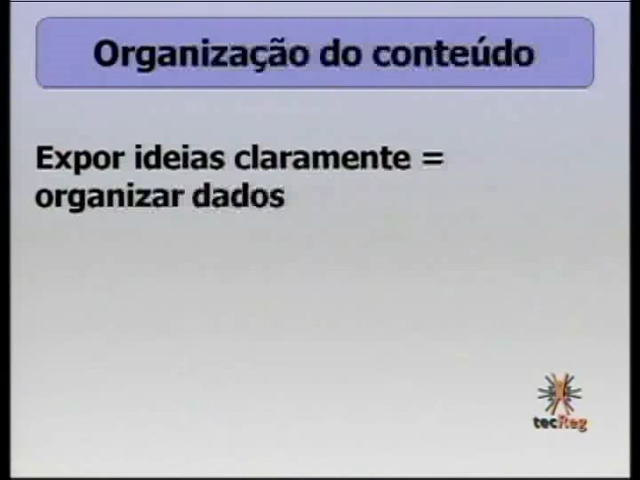 Organização do conteúdo
Expor ideias claramente =
organizar dados
tecReg